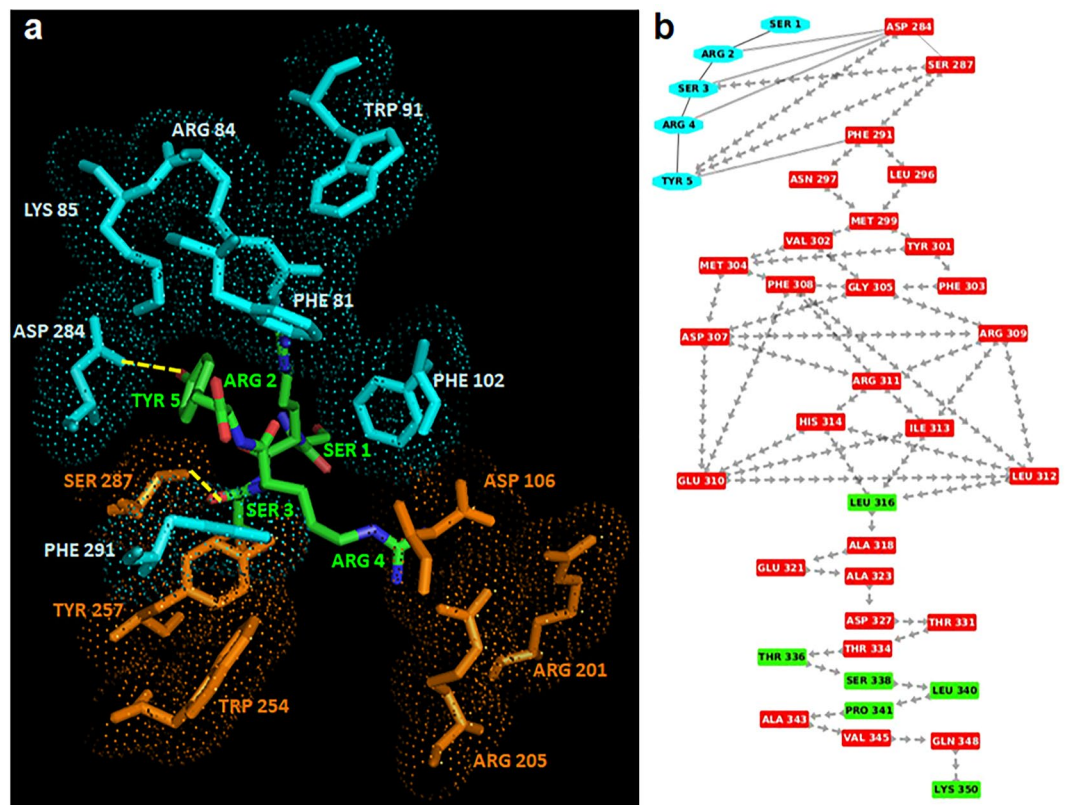 a
TRP 91
ARG 84
LYS 85
PHE 81
ASP 284
ARG 2
TYR 5
PHE 102
SER 1
SER 287
ASP 106
SER 3
PHE 291
ARG 4
TYR 257
ARG 201
TRP 254
ARG 205
b
SER 1
ASP 284
ARG 2
SER 287
SER 3
ARG 4
PHE 291
TYR 5
ASN 297
LEU 296
MET 299
VAL 302
TYR 301
MET 304
PHE 308
GLY 305
PHE 303
ASP 307
ARG 309
ARG 311
HIS 314
ILE 313
GLU 310
LEU 312
LEU 316
ALA 318
GLU 321
ALA 323
ASP 327
THR 331
THR 334
THR 336
SER 338
LEU 340
PRO 341
ALA 343
VAL 345
GLN 348
LYS 350